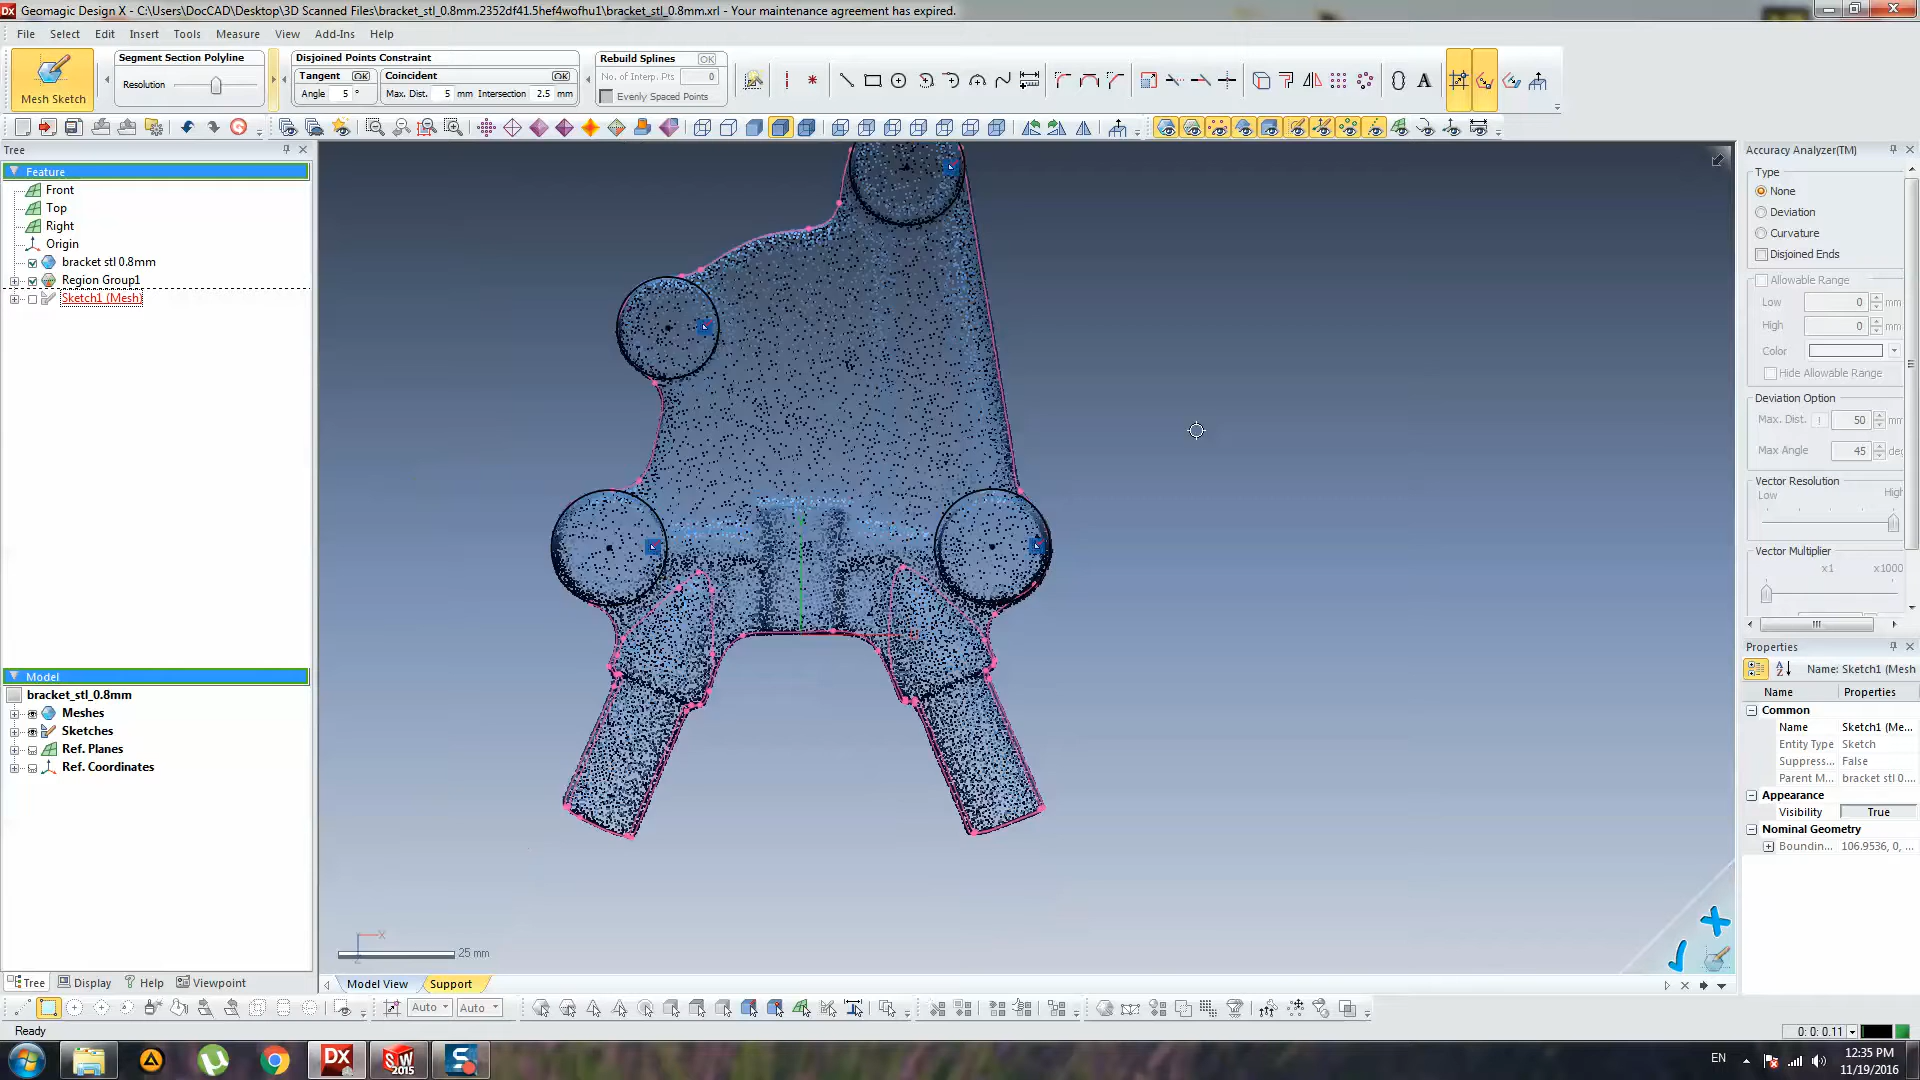 Geomagic Design X - C:\Users\DocCAD\Desktop\3D Scanned Files\bracket_stl_0.8mm.2352df41.5hef4wofhu1\bracket_stl_0.8mm.xrl - Your maintenance agreement has expired.
File Select Edit Insert Tools Measure View Add-Ins Help
Mesh Sketch
Segment Section Polyline
Resolution
Disjoined Points Constraint
Tangent OK Coincident OK
Angle 5 ° Max. Dist. 5 mm Intersection 2.5 mm
Rebuild Splines OK
No. of Interp. Pts 0
Evenly Spaced Points
Tree
Feature
Front
Top
Right
Origin
bracket stl 0.8mm
Region Group1
Sketch1 (Mesh)
Model
bracket_stl_0.8mm
Meshes
Sketches
Ref. Planes
Ref. Coordinates
Tree Display Help Viewpoint
X
25 mm
Model View Support
Accuracy Analyzer(TM)
Type
None
Deviation
Curvature
Disjoined Ends
Allowable Range
Low 0 mm
High 0 mm
Color
Hide Allowable Range
Deviation Option
Max. Dist. 50 mm
Max Angle 45 deg
Vector Resolution
Low High
Vector Multiplier
x1 x1000
Properties
Name: Sketch1 (Mesh
Name Properties
Common
Name Sketch1 (Me...
Entity Type Sketch
Suppress... False
Parent M... bracket stl 0....
Appearance
Visibility True
Nominal Geometry
Boundin... 106.9536, 0, ...
Auto Auto
Ready
0: 0: 0.11
DX SW 2015 S
EN
12:35 PM
11/19/2016